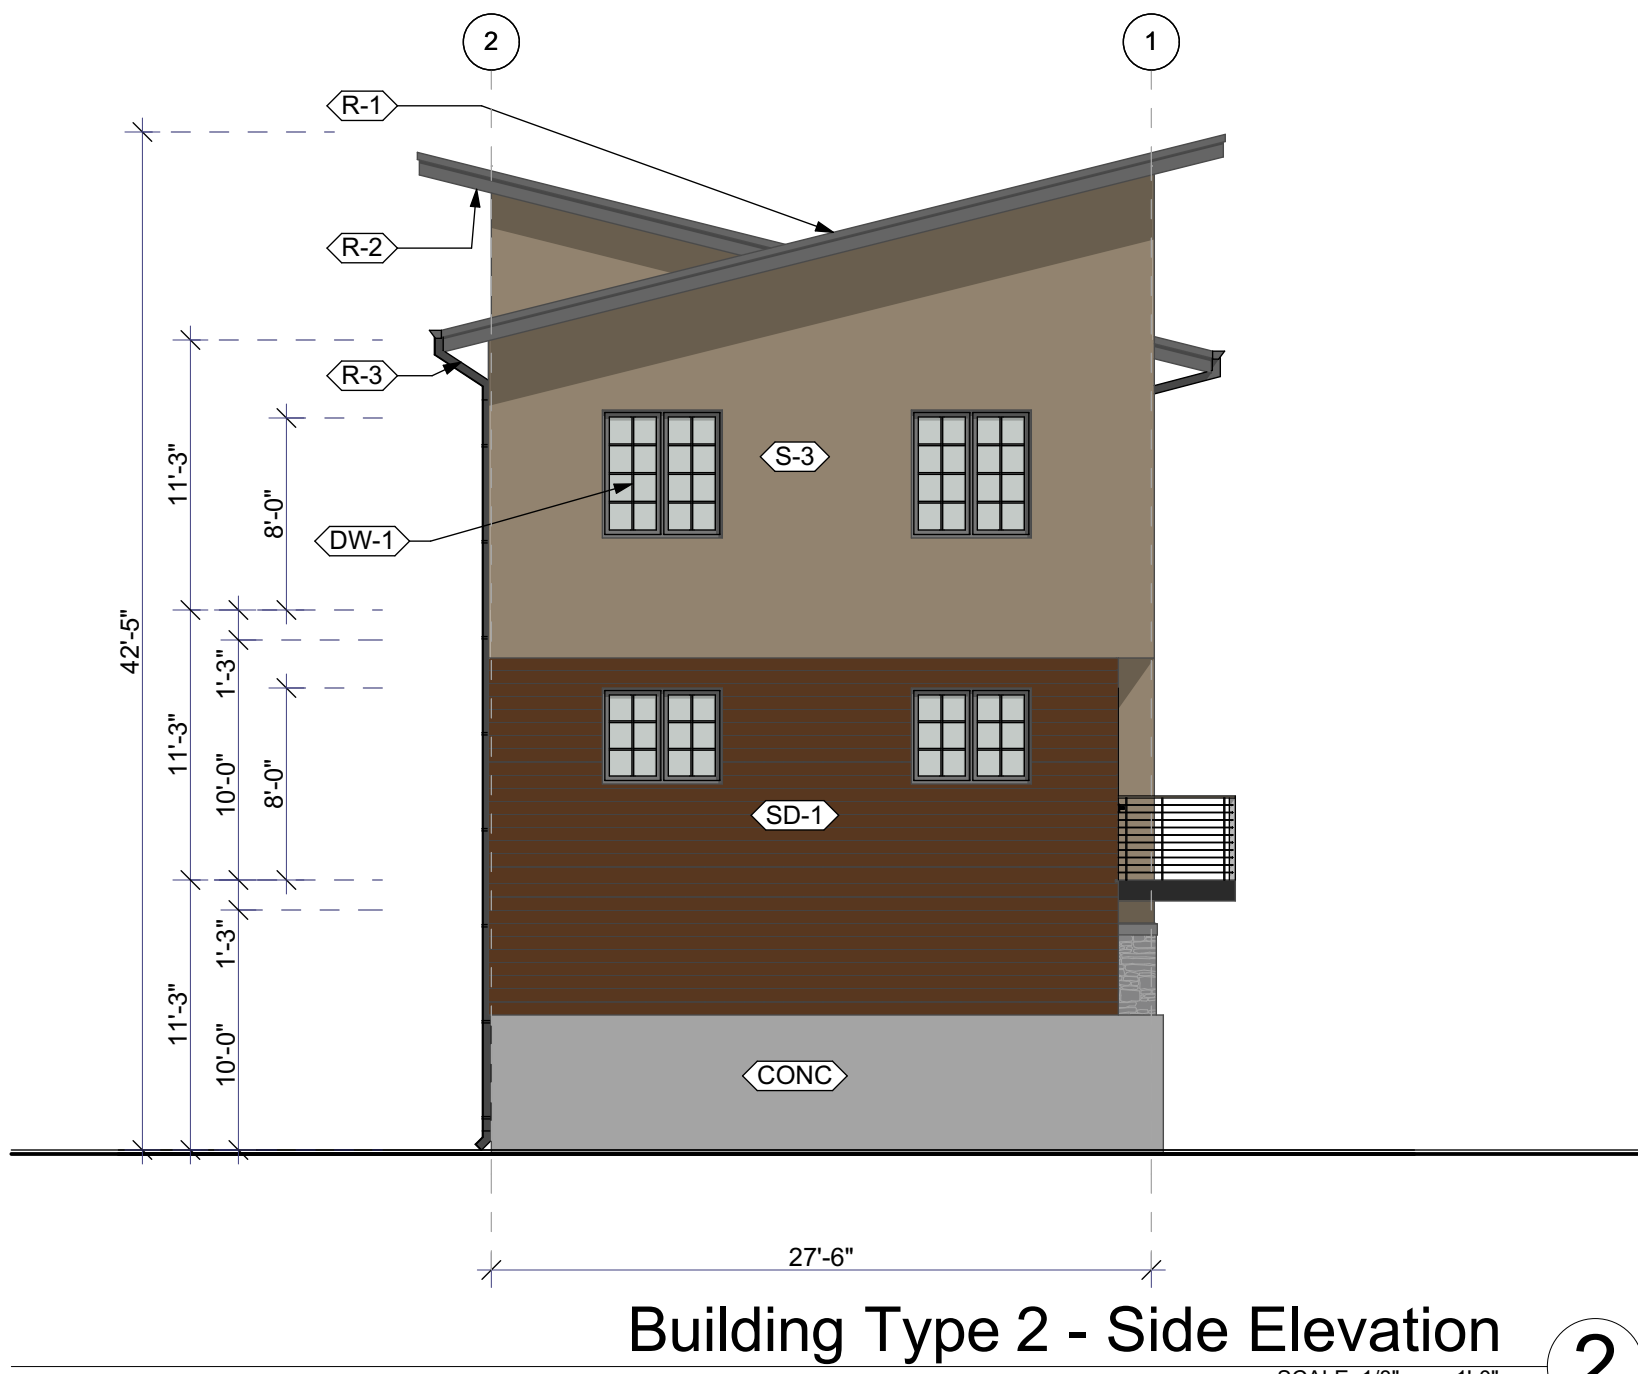 2
1
R-1
R-2
R-3
11'-3"
8'-0"
S-3
DW-1
42'-5"
1'-3"
11'-3"
10'-0"
8'-0"
SD-1
1'-3"
11'-3"
10'-0"
CONC
27'-6"
Building Type 2 - Side Elevation
2